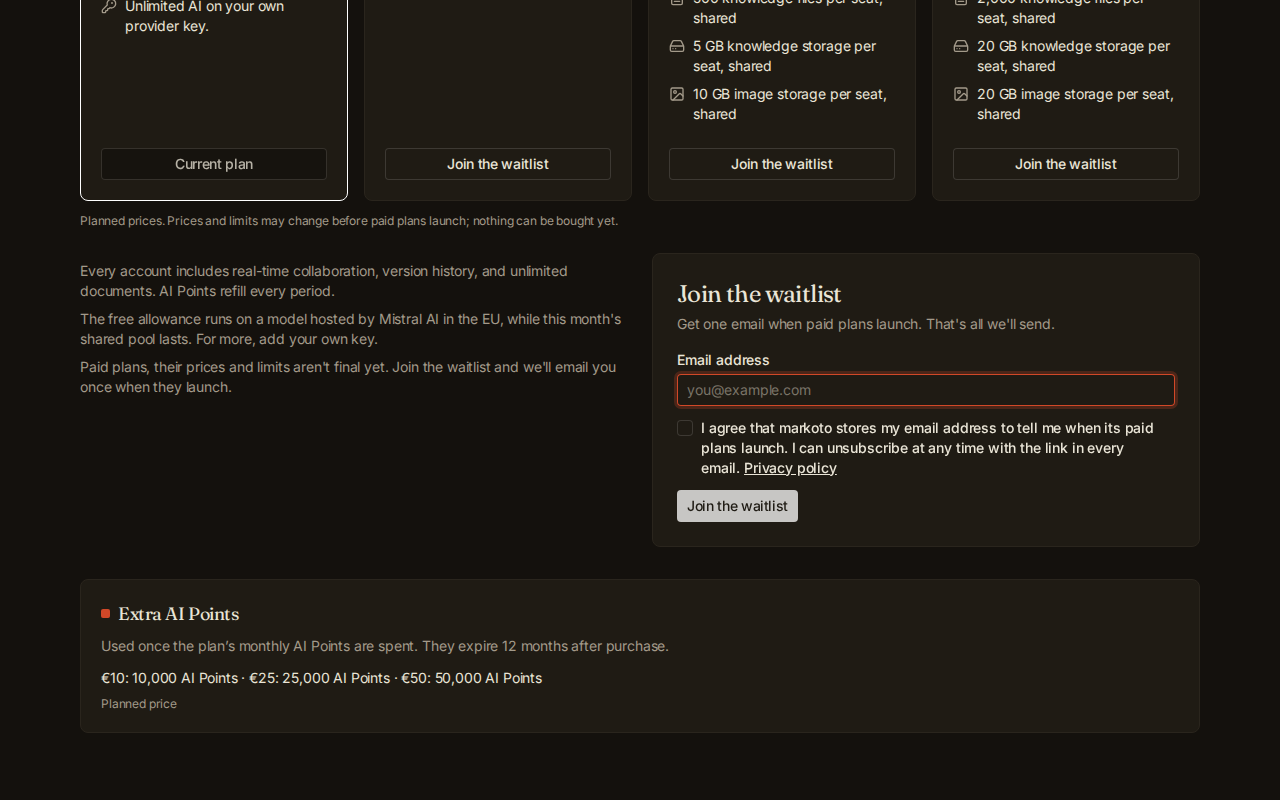 Unlimited AI on your own
provider key.
Current plan
Join the waitlist
500 knowledge files per seat,
shared
5 GB knowledge storage per
seat, shared
10 GB image storage per seat,
shared
Join the waitlist
2,000 knowledge files per
seat, shared
20 GB knowledge storage per
seat, shared
20 GB image storage per seat,
shared
Join the waitlist
Planned prices. Prices and limits may change before paid plans launch; nothing can be bought yet.
Every account includes real-time collaboration, version history, and unlimited
documents. AI Points refill every period.
The free allowance runs on a model hosted by Mistral AI in the EU, while this month's
shared pool lasts. For more, add your own key.
Paid plans, their prices and limits aren't final yet. Join the waitlist and we'll email you
once when they launch.
Join the waitlist
Get one email when paid plans launch. That's all we'll send.
Email address
you@example.com
I agree that markoto stores my email address to tell me when its paid
plans launch. I can unsubscribe at any time with the link in every
email. Privacy policy
Join the waitlist
Extra AI Points
Used once the plan’s monthly AI Points are spent. They expire 12 months after purchase.
€10: 10,000 AI Points · €25: 25,000 AI Points · €50: 50,000 AI Points
Planned price